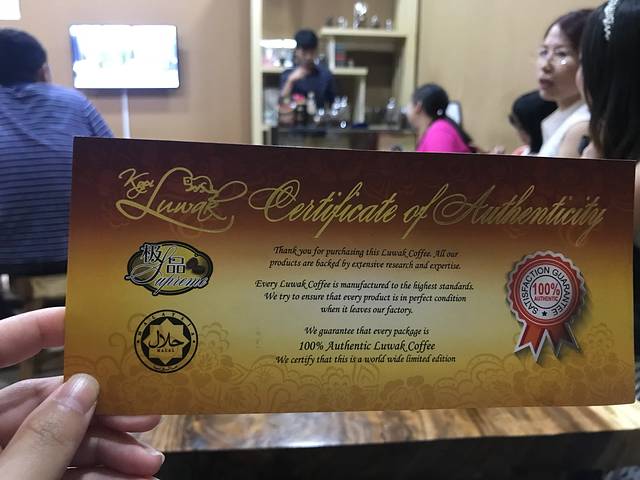 Kopi
Luwak
Certificate of Authenticity
极品
Supreme
Thank you for purchasing this Luwak Coffee. All our
products are backed by extensive research and expertise.
Every Luwak Coffee is manufactured to the highest standards.
We try to ensure that every product is in perfect condition
when it leaves our factory.
We guarantee that every package is
100% Authentic Luwak Coffee
We certify that this is a world wide limited edition
حلال
HALAL
SATISFACTION GUARANTEE
100%
AUTHENTIC